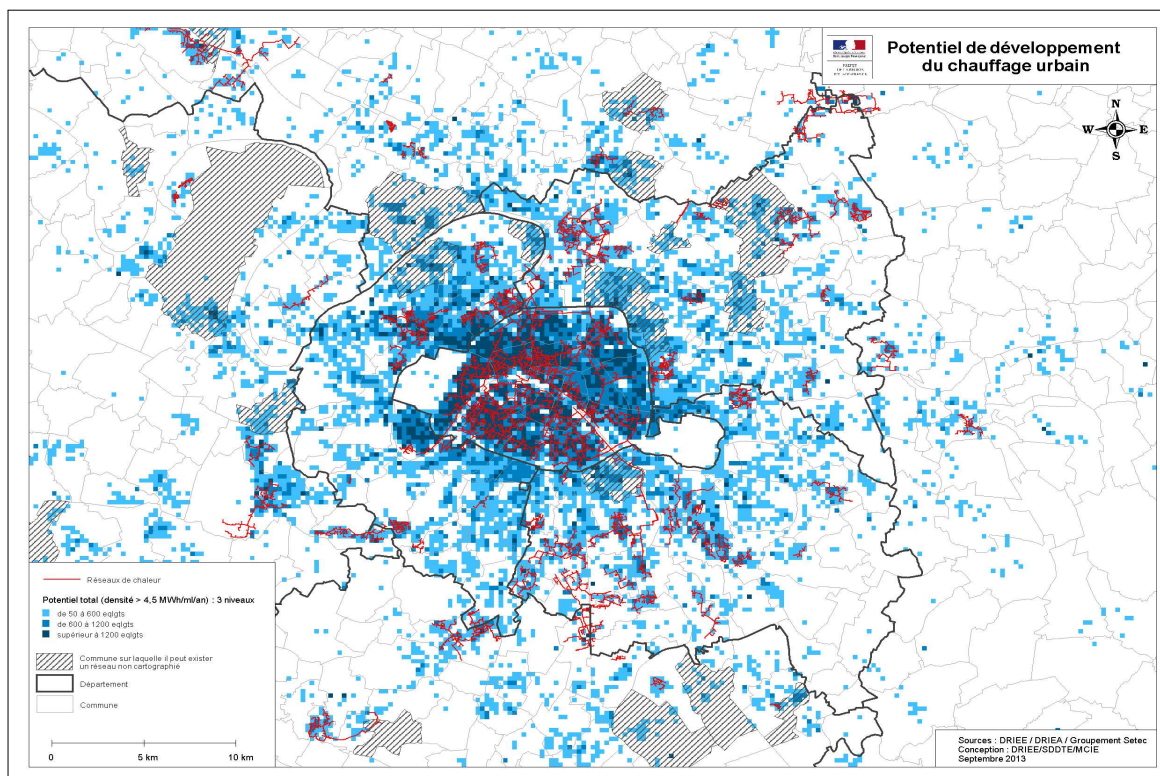 Potentiel de développement
du chauffage urbain
N
W E
S
Réseaux de chaleur
Potentiel total (densité > 4,5 MWh/ml/an) : 3 niveaux
de 50 à 600 eqlgts
de 600 à 1200 eqlgts
supérieur à 1200 eqlgts
Commune sur laquelle il peut exister
un réseau non cartographié
Département
Commune
0 5 km 10 km
Sources : DRIEE / DRIEA / Groupement Setec
Conception : DRIEE/SDDTE/MCIE
Septembre 2013